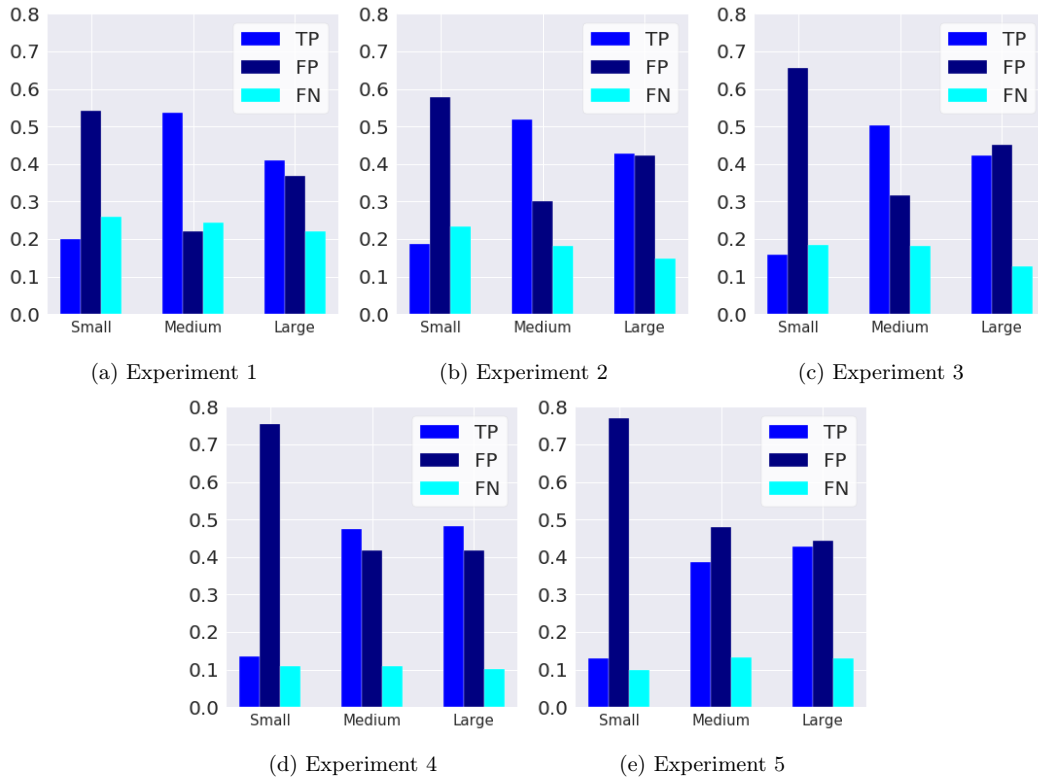 0.8
0.7
0.6
0.5
0.4
0.3
0.2
0.1
0.0
TP
FP
FN
Small Medium Large
(a) Experiment 1
0.8
0.7
0.6
0.5
0.4
0.3
0.2
0.1
0.0
TP
FP
FN
Small Medium Large
(b) Experiment 2
0.8
0.7
0.6
0.5
0.4
0.3
0.2
0.1
0.0
TP
FP
FN
Small Medium Large
(c) Experiment 3
0.8
0.7
0.6
0.5
0.4
0.3
0.2
0.1
0.0
TP
FP
FN
Small Medium Large
(d) Experiment 4
0.8
0.7
0.6
0.5
0.4
0.3
0.2
0.1
0.0
TP
FP
FN
Small Medium Large
(e) Experiment 5